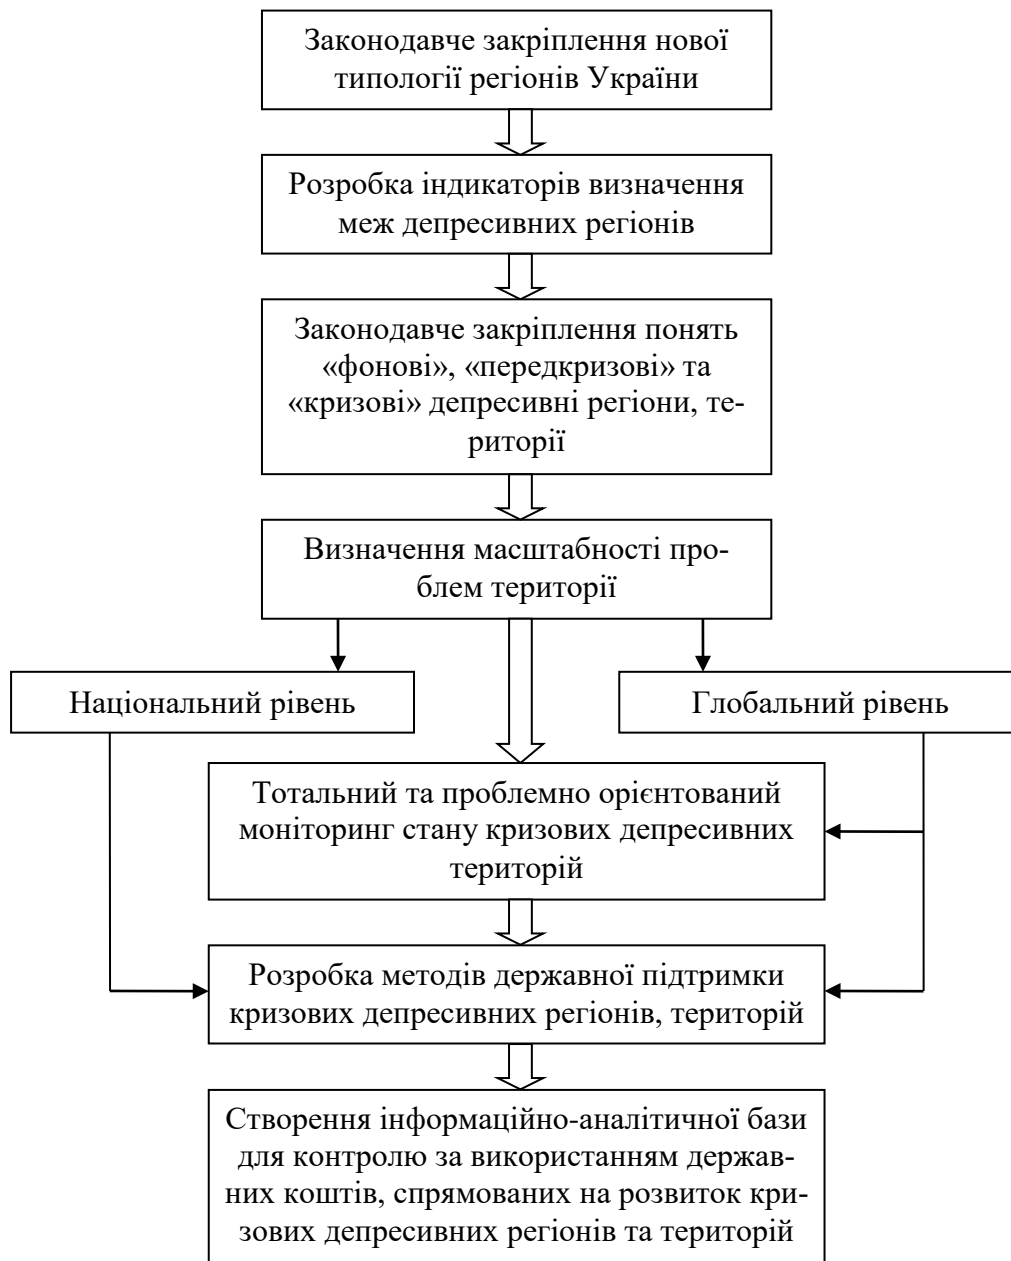 Законодавче закріплення нової
типології регіонів України
Розробка індикаторів визначення
меж депресивних регіонів
Законодавче закріплення понять
«фонові», «передкризові» та
«кризові» депресивні регіони, те-
риторії
Визначення масштабності про-
блем території
Національний рівень
Глобальний рівень
Тотальний та проблемно орієнтований
моніторинг стану кризових депресивних
територій
Розробка методів державної підтримки
кризових депресивних регіонів, територій
Створення інформаційно-аналітичної бази
для контролю за використанням держав-
них коштів, спрямованих на розвиток кри-
зових депресивних регіонів та територій